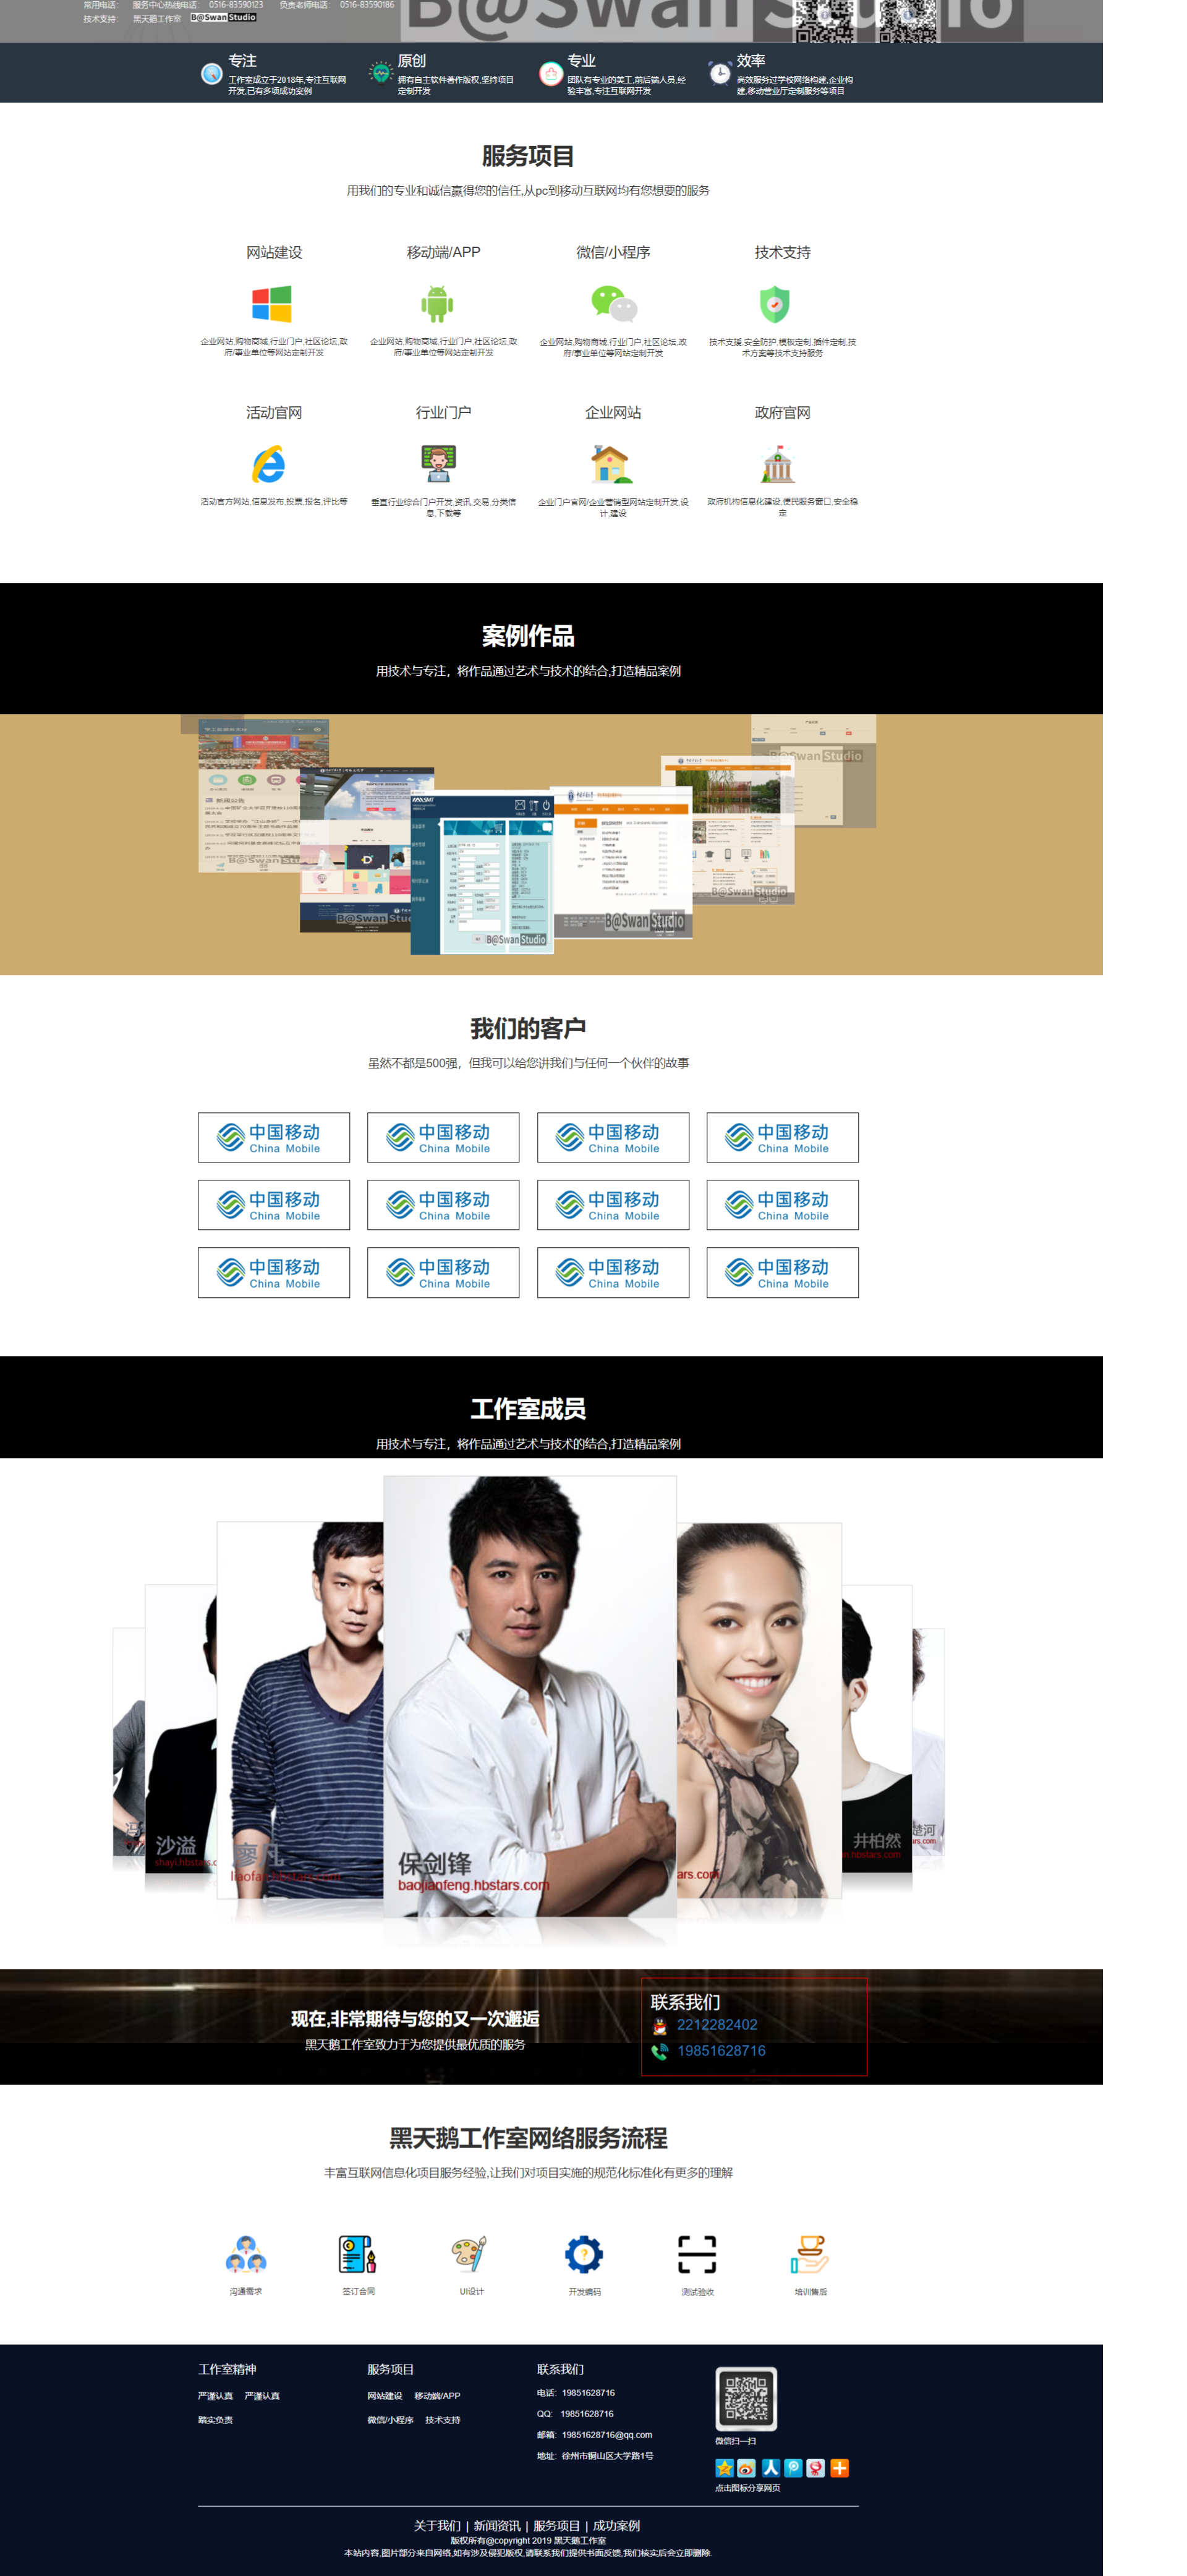 常用电话: 服务中心热线电话: 0516-83590123 负责老师电话: 0516-83590186
技术支持: 黑天鹅工作室 B@Swan Studio
B@Swan Studio
专注
工作室成立于2018年,专注互联网
开发,已有多项成功案例
原创
拥有自主软件著作版权,坚持项目
定制开发
专业
团队有专业的美工,前后端人员,经
验丰富,专注互联网开发
效率
高效服务过学校网络构建,企业构
建,移动营业厅定制服务等项目
服务项目
用我们的专业和诚信赢得您的信任,从pc到移动互联网均有您想要的服务
网站建设
企业网站,购物商城,行业门户,社区论坛,政
府/事业单位等网站定制开发
移动端/APP
企业网站,购物商城,行业门户,社区论坛,政
府/事业单位等网站定制开发
微信/小程序
企业网站,购物商城,行业门户,社区论坛,政
府/事业单位等网站定制开发
技术支持
技术支援,安全防护,模板定制,插件定制,技
术方案等技术支持服务
活动官网
活动官方网站,信息发布,投票,报名,评比等
行业门户
垂直行业综合门户开发,资讯,交易,分类信
息,下载等
企业网站
企业门户官网/企业营销型网站定制开发,设
计,建设
政府官网
政府机构信息化建设,便民服务窗口,安全稳
定
案例作品
用技术与专注，将作品通过艺术与技术的结合,打造精品案例
新闻公告
B@Swan Studio
B@Swan Stu
B@Swan Studio
B@Swan Studio
B@Swan Studio
B@Swan Studio
我们的客户
虽然不都是500强，但我可以给您讲我们与任何一个伙伴的故事
中国移动 中国移动 中国移动 中国移动
China Mobile China Mobile China Mobile China Mobile
中国移动 中国移动 中国移动 中国移动
China Mobile China Mobile China Mobile China Mobile
中国移动 中国移动 中国移动 中国移动
China Mobile China Mobile China Mobile China Mobile
工作室成员
用技术与专注，将作品通过艺术与技术的结合,打造精品案例
沙溢
shayi.hbstars.c
廖凡
liaofan.hbstars.com
保剑锋
baojianfeng.hbstars.com
ars.com
井柏然
n.hbstars.com
楚河
ars.com
现在,非常期待与您的又一次邂逅
黑天鹅工作室致力于为您提供最优质的服务
联系我们
2212282402
19851628716
黑天鹅工作室网络服务流程
丰富互联网信息化项目服务经验,让我们对项目实施的规范化标准化有更多的理解
沟通需求 签订合同 UI设计 开发编码 测试验收 培训售后
工作室精神
严谨认真 严谨认真
踏实负责
服务项目
网站建设 移动端/APP
微信/小程序 技术支持
联系我们
电话: 19851628716
QQ: 19851628716
邮箱: 19851628716@qq.com
地址: 徐州市铜山区大学路1号
微信扫一扫
点击图标分享网页
关于我们 | 新闻资讯 | 服务项目 | 成功案例
版权所有@copyright 2019 黑天鹅工作室
本站内容,图片部分来自网络,如有涉及侵犯版权,请联系我们提供书面反馈,我们核实后会立即删除.